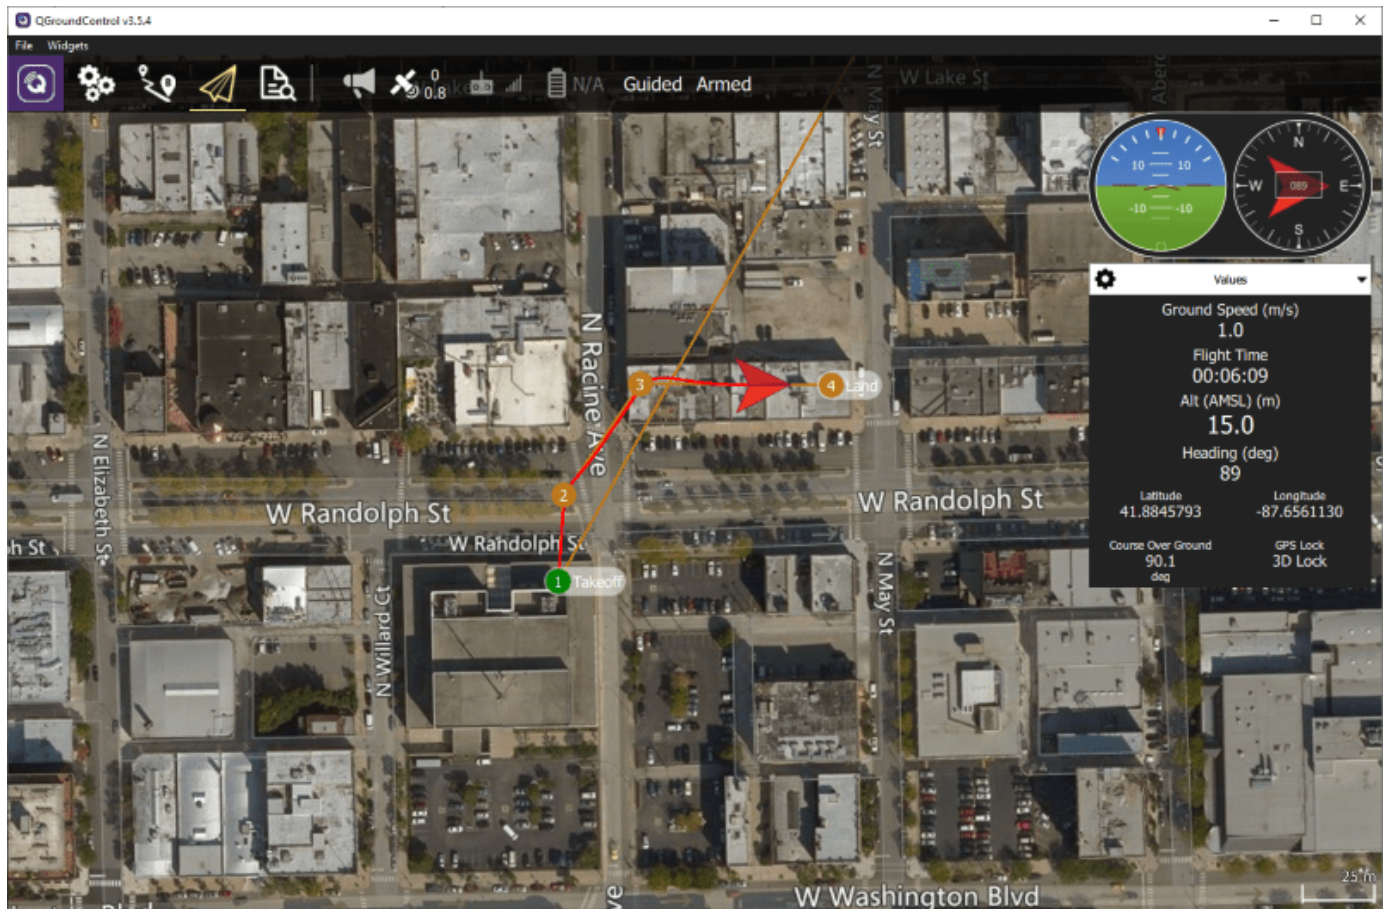 QGroundControl v3.5.4
File Widgets
0
0.8
N/A
Guided Armed
N May St
W Lake St
Aberc
10 10
-10 -10
N
W 089 E
S
Values
Ground Speed (m/s)
1.0
Flight Time
00:06:09
Alt (AMSL) (m)
15.0
Heading (deg)
89
Latitude Longitude
41.8845793 -87.6561130
Course Over Ground GPS Lock
90.1 3D Lock
deg
N Racine Ave
3
4 Land
N Elizabeth St
2
W Randolph St
W Randolph St
W Randolph St
ph St
1 Takeoff
N Willard Ct
N May St
W Washington Blvd
25 m
ve